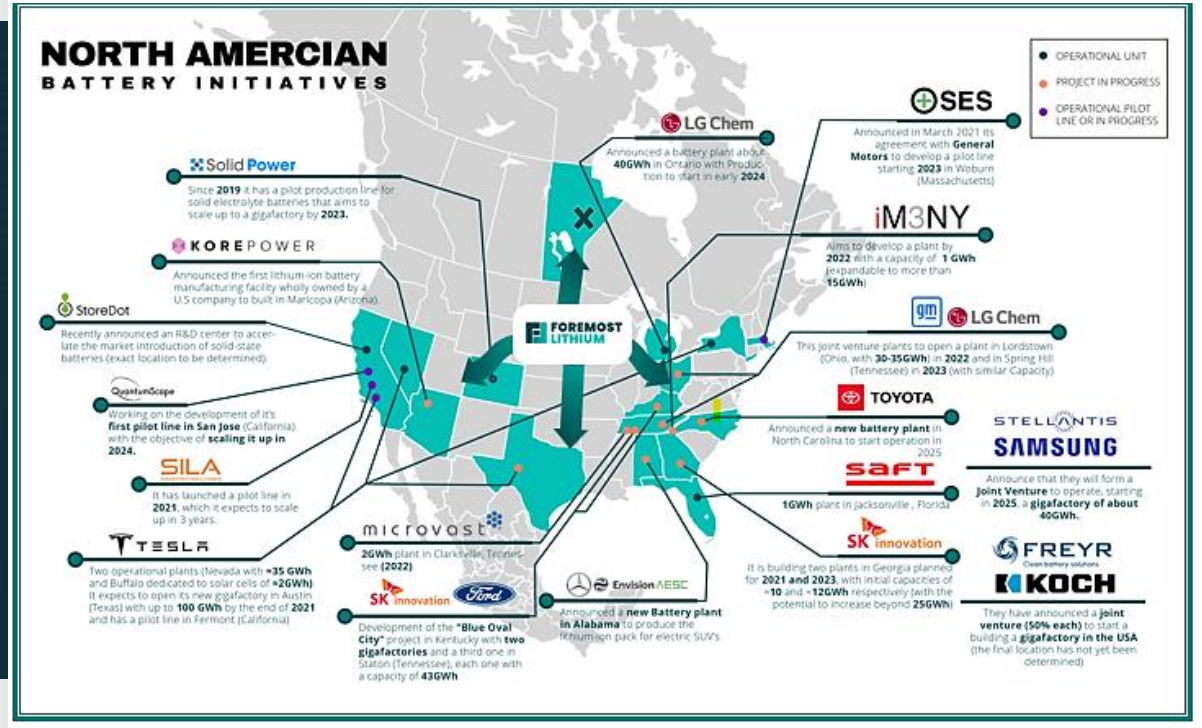 NORTH AMERCIAN
BATTERY INITIATIVES
OPERATIONAL UNIT
PROJECT IN PROGRESS
OPERATIONAL PILOT
LINE OR IN PROGRESS
Solid Power
Since 2019 it has a pilot production line for
solid electrolyte batteries that aims to
scale up to a gigafactory by 2023.
KOREPOWER
Announced the first lithium-ion battery
manufacturing facility wholly owned by a
U.S company to built in Maricopa (Arizona)
StoreDot
Recently announced an R&D center to accer-
late the market introduction of solid-state
batteries (exact location to be determined).
QuantumScape
Working on the development of it's
first pilot line in San Jose (California)
with the objective of scaling it up in
2024.
SILA
It has launched a pilot line in
2021, which it expects to scale
up in 3 years.
TESLA
Two operational plants (Nevada with ≈35 GWh
and Buffalo dedicated to solar cells of ≈2GWh)
It expects to open its new gigafactory in Austin
(Texas) with up to 100 GWh by the end of 2021
and has a pilot line in Fermont (California)
LG Chem
Announced a battery plant about
40GWh in Ontario with Produc-
tion to start in early 2024
FOREMOST
LITHIUM
microvast
2GWh plant in Clarksville, Tennes-
see (2022)
SK innovation
Ford
Development of the "Blue Oval
City" project in Kentucky with two
gigafactories and a third one in
Staton (Tennessee), each one with
a capacity of 43GWh
Envision AESC
Announced a new Battery plant
in Alabama to produce the
lithium-ion pack for electric SUV's
SES
Announced in March 2021 its
agreement with General
Motors to develop a pilot line
starting 2023 in Woburn
(Massachusetts)
iM3NY
Aims to develop a plant by
2022 with a capacity of 1 GWh
(expandable to more than
15GWh)
gm LG Chem
This joint venture plants to open a plant in Lordstown
(Ohio, with 30-35GWh) in 2022 and in Spring Hill
(Tennessee) in 2023 (with similar Capacity)
TOYOTA
Announced a new battery plant in
North Carolina to start operation in
2025
saft
1GWh plant in Jacksonville , Florida
SK innovation
It is building two plants in Georgia planned
for 2021 and 2023, with initial capacities of
≈10 and ≈12GWh respectively (with the
potential to increase beyond 25GWh)
STELLANTIS
SAMSUNG
Announce that they will form a
Joint Venture to operate, starting
in 2025, a gigafactory of about
40GWh.
FREYR
Clean battery solutions
KOCH
They have announced a joint
venture (50% each) to start a
building a gigafactory in the USA
(the final location has not yet been
determined)